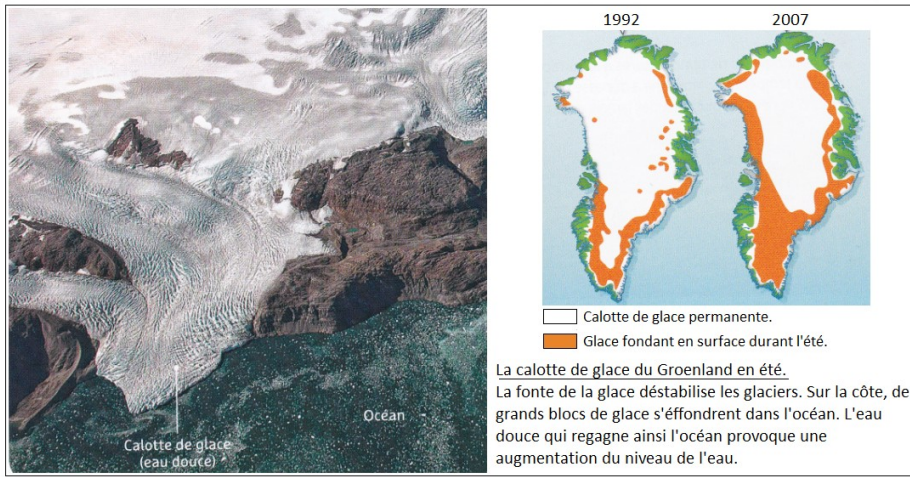 1992
2007
Calotte de glace permanente.
Glace fondant en surface durant l'été.
La calotte de glace du Groenland en été.
La fonte de la glace déstabilise les glaciers. Sur la côte, de
grands blocs de glace s'éffondrent dans l'océan. L'eau
douce qui regagne ainsi l'océan provoque une
augmentation du niveau de l'eau.
Océan
Calotte de glace
(eau douce)